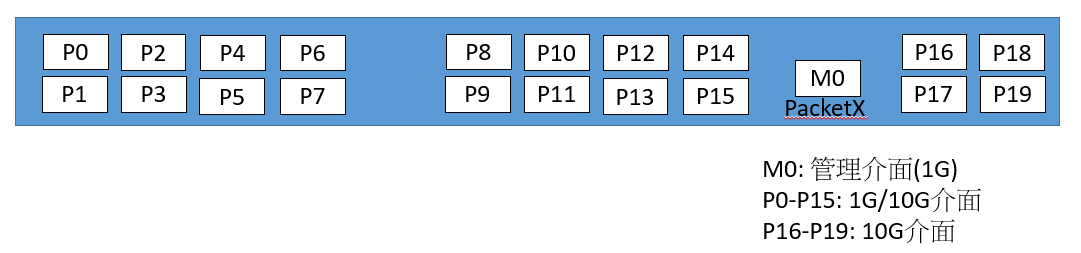 P0 P2 P4 P6 P8 P10 P12 P14 P16 P18
M0
P1 P3 P5 P7 P9 P11 P13 P15 P17 P19
PacketX
M0: 管理介面(1G)
P0-P15: 1G/10G介面
P16-P19: 10G介面